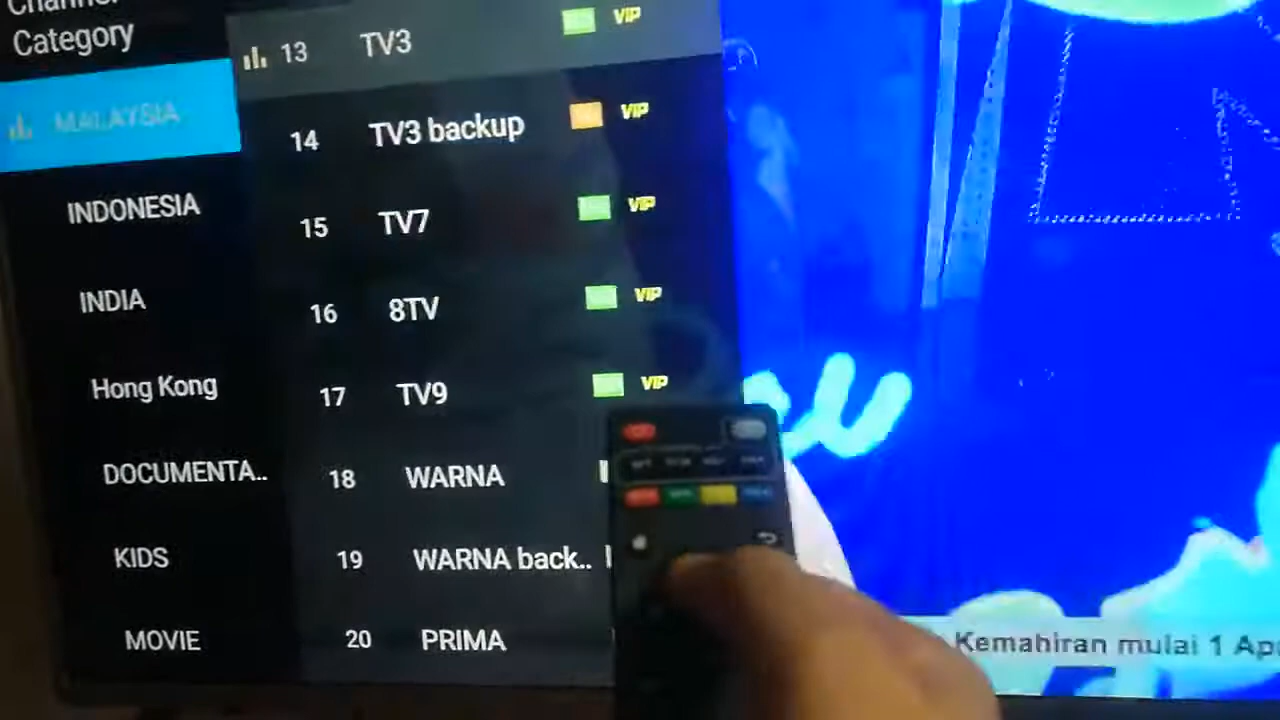 Channel
Category
MALAYSIA
INDONESIA
INDIA
Hong Kong
DOCUMENTA..
KIDS
MOVIE
13 TV3 VIP
14 TV3 backup VIP
15 TV7 VIP
16 8TV VIP
17 TV9 VIP
18 WARNA
19 WARNA back..
20 PRIMA
Kemahiran mulai 1 Ap